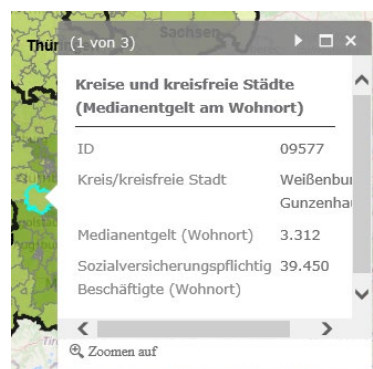 Sachsen
Thür
(1 von 3)
Kreise und kreisfreie Städte
(Medianentgelt am Wohnort)
ID 09577
Kreis/kreisfreie Stadt Weißenbur
Gunzenhau
Medianentgelt (Wohnort) 3.312
Sozialversicherungspflichtig 39.450
Beschäftigte (Wohnort)
Zoomen auf